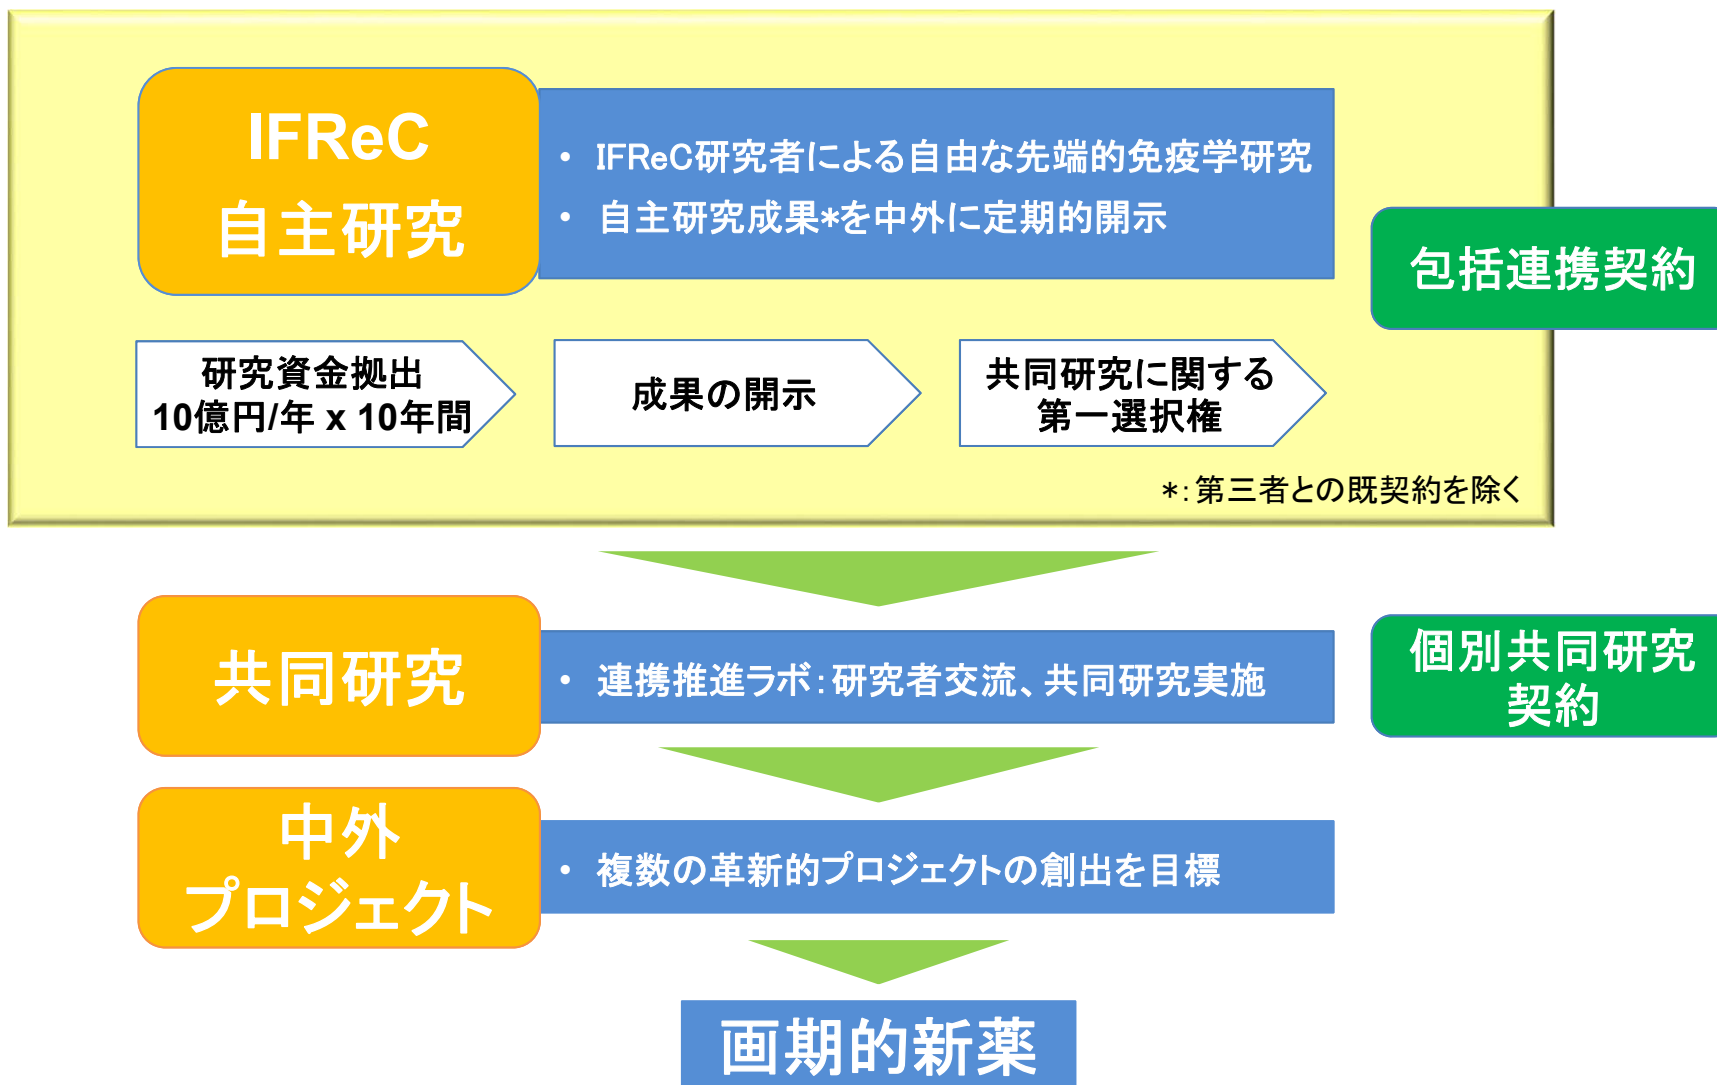 IFReC
自主研究
• IFReC研究者による自由な先端的免疫学研究
• 自主研究成果*を中外に定期的開示
包括連携契約
研究資金拠出
10億円/年 x 10年間
成果の開示
共同研究に関する
第一選択権
*:第三者との既契約を除く
共同研究
• 連携推進ラボ:研究者交流、共同研究実施
個別共同研究
契約
中外
プロジェクト
• 複数の革新的プロジェクトの創出を目標
画期的新薬